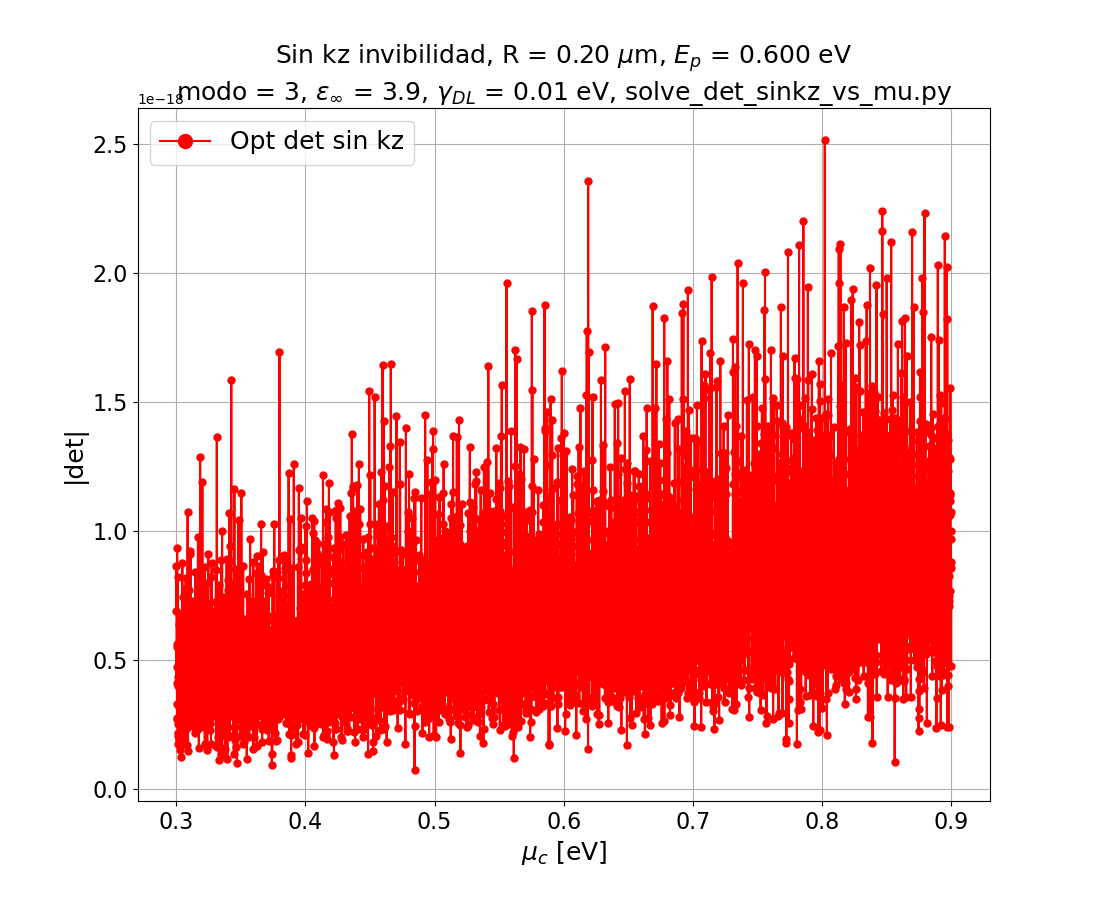 Sin kz invibilidad, R = 0.20 μm, E_p = 0.600 eV
modo = 3, ε_∞ = 3.9, γ_DL = 0.01 eV, solve_det_sinkz_vs_mu.py
1e−18
Opt det sin kz
2.5
2.0
1.5
1.0
0.5
0.0
|det|
0.3 0.4 0.5 0.6 0.7 0.8 0.9
μ_c [eV]